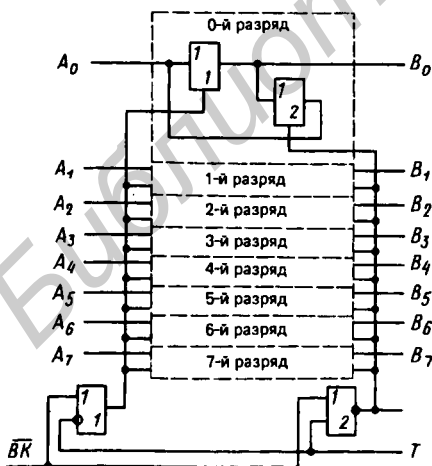 0-й разряд
A₀ 1 1 B₀
1 2
A₁ 1-й разряд B₁
A₂ 2-й разряд B₂
A₃ 3-й разряд B₃
A₄ 4-й разряд B₄
A₅ 5-й разряд B₅
A₆ 6-й разряд B₆
A₇ 7-й разряд B₇
1 1 1 2
B̅K̅ T
Библиот